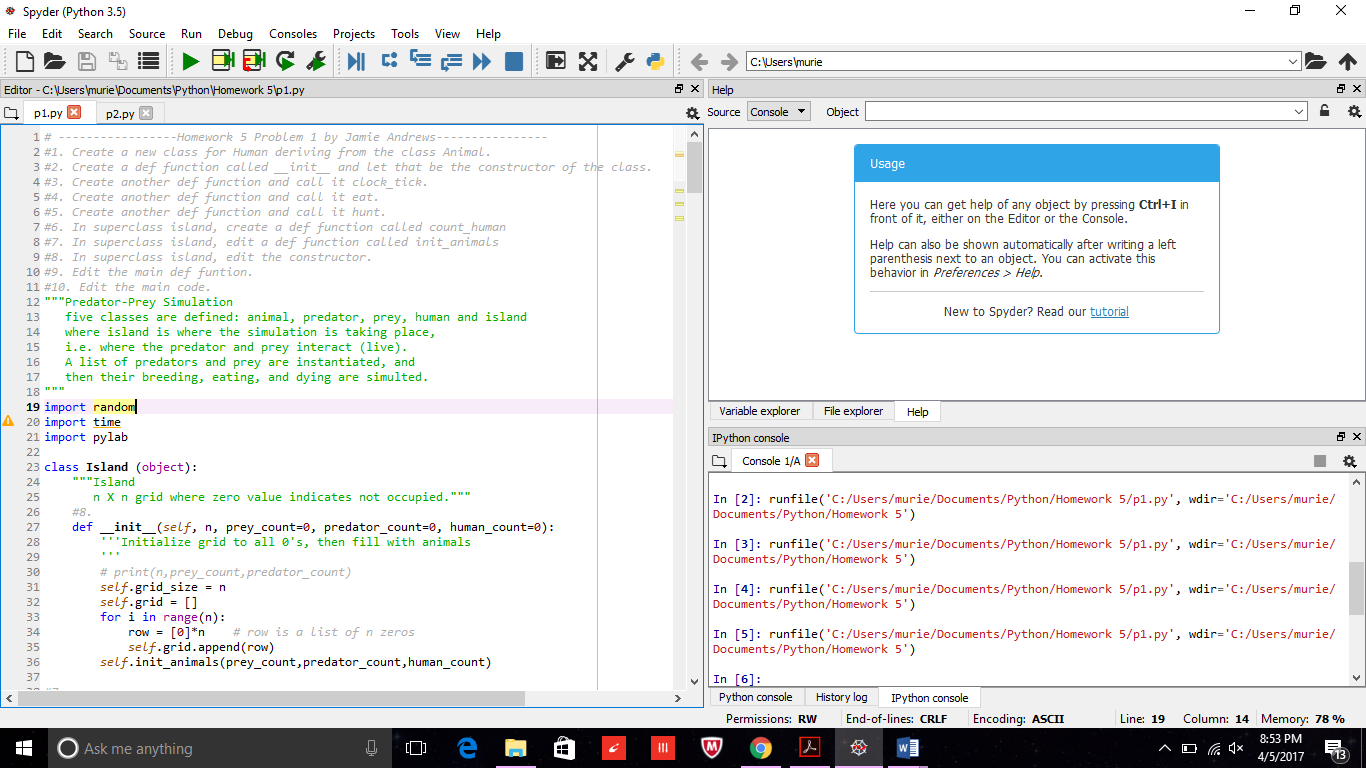 Spyder (Python 3.5)
File Edit Search Source Run Debug Consoles Projects Tools View Help
C:\Users\murie
Editor - C:\Users\murie\Documents\Python\Homework 5\p1.py
p1.py
p2.py
1 # -----------------Homework 5 Problem 1 by Jamie Andrews----------------
2 #1. Create a new class for Human deriving from the class Animal.
3 #2. Create a def function called __init__ and let that be the constructor of the class.
4 #3. Create another def function and call it clock_tick.
5 #4. Create another def function and call it eat.
6 #5. Create another def function and call it hunt.
7 #6. In superclass island, create a def function called count_human
8 #7. In superclass island, edit a def function called init_animals
9 #8. In superclass island, edit the constructor.
10 #9. Edit the main def funtion.
11 #10. Edit the main code.
12 """Predator-Prey Simulation
13    five classes are defined: animal, predator, prey, human and island
14    where island is where the simulation is taking place,
15    i.e. where the predator and prey interact (live).
16    A list of predators and prey are instantiated, and
17    then their breeding, eating, and dying are simulted.
18 """
19 import random
20 import time
21 import pylab
22
23 class Island (object):
24     """Island
25        n X n grid where zero value indicates not occupied."""
26     #8.
27     def __init__(self, n, prey_count=0, predator_count=0, human_count=0):
28         '''Initialize grid to all 0's, then fill with animals
29         '''
30         # print(n,prey_count,predator_count)
31         self.grid_size = n
32         self.grid = []
33         for i in range(n):
34             row = [0]*n    # row is a list of n zeros
35             self.grid.append(row)
36         self.init_animals(prey_count,predator_count,human_count)
37
Help
Source Console Object
Usage
Here you can get help of any object by pressing Ctrl+I in
front of it, either on the Editor or the Console.
Help can also be shown automatically after writing a left
parenthesis next to an object. You can activate this
behavior in Preferences > Help.
New to Spyder? Read our tutorial
Variable explorer File explorer Help
IPython console
Console 1/A
In [2]: runfile('C:/Users/murie/Documents/Python/Homework 5/p1.py', wdir='C:/Users/murie/
Documents/Python/Homework 5')
In [3]: runfile('C:/Users/murie/Documents/Python/Homework 5/p1.py', wdir='C:/Users/murie/
Documents/Python/Homework 5')
In [4]: runfile('C:/Users/murie/Documents/Python/Homework 5/p1.py', wdir='C:/Users/murie/
Documents/Python/Homework 5')
In [5]: runfile('C:/Users/murie/Documents/Python/Homework 5/p1.py', wdir='C:/Users/murie/
Documents/Python/Homework 5')
In [6]:
Python console History log IPython console
Permissions: RW End-of-lines: CRLF Encoding: ASCII Line: 19 Column: 14 Memory: 78 %
Ask me anything
8:53 PM
4/5/2017
13